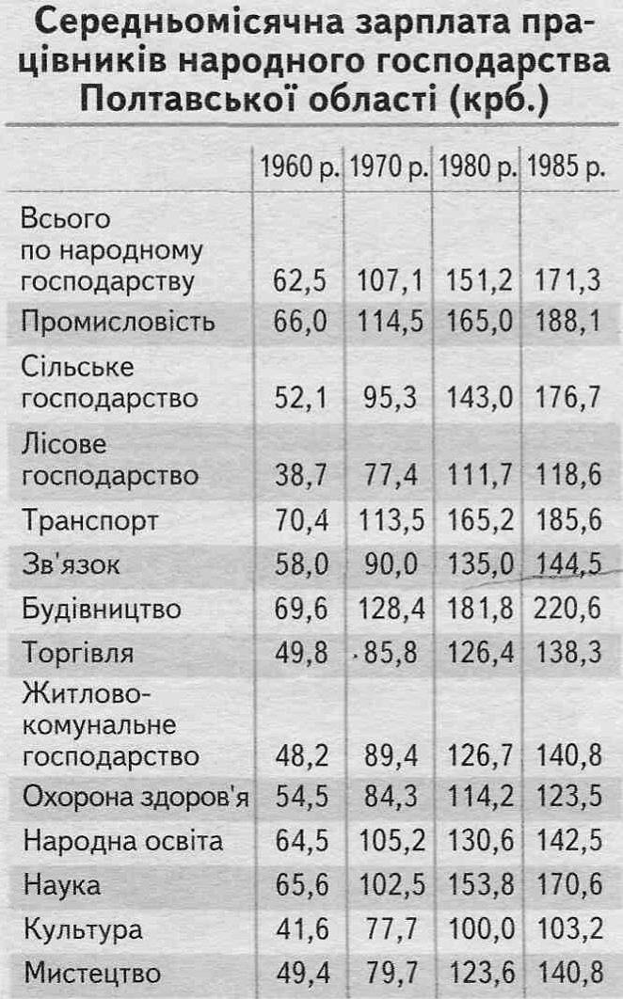 Середньомісячна зарплата пра-
цівників народного господарства
Полтавської області (крб.)
1960 р. 1970 р. 1980 р. 1985 р.
Всього
по народному
господарству 62,5 107,1 151,2 171,3
Промисловість 66,0 114,5 165,0 188,1
Сільське
господарство 52,1 95,3 143,0 176,7
Лісове
господарство 38,7 77,4 111,7 118,6
Транспорт 70,4 113,5 165,2 185,6
Зв'язок 58,0 90,0 135,0 144,5
Будівництво 69,6 128,4 181,8 220,6
Торгівля 49,8 85,8 126,4 138,3
Житлово-
комунальне
господарство 48,2 89,4 126,7 140,8
Охорона здоров'я 54,5 84,3 114,2 123,5
Народна освіта 64,5 105,2 130,6 142,5
Наука 65,6 102,5 153,8 170,6
Культура 41,6 77,7 100,0 103,2
Мистецтво 49,4 79,7 123,6 140,8